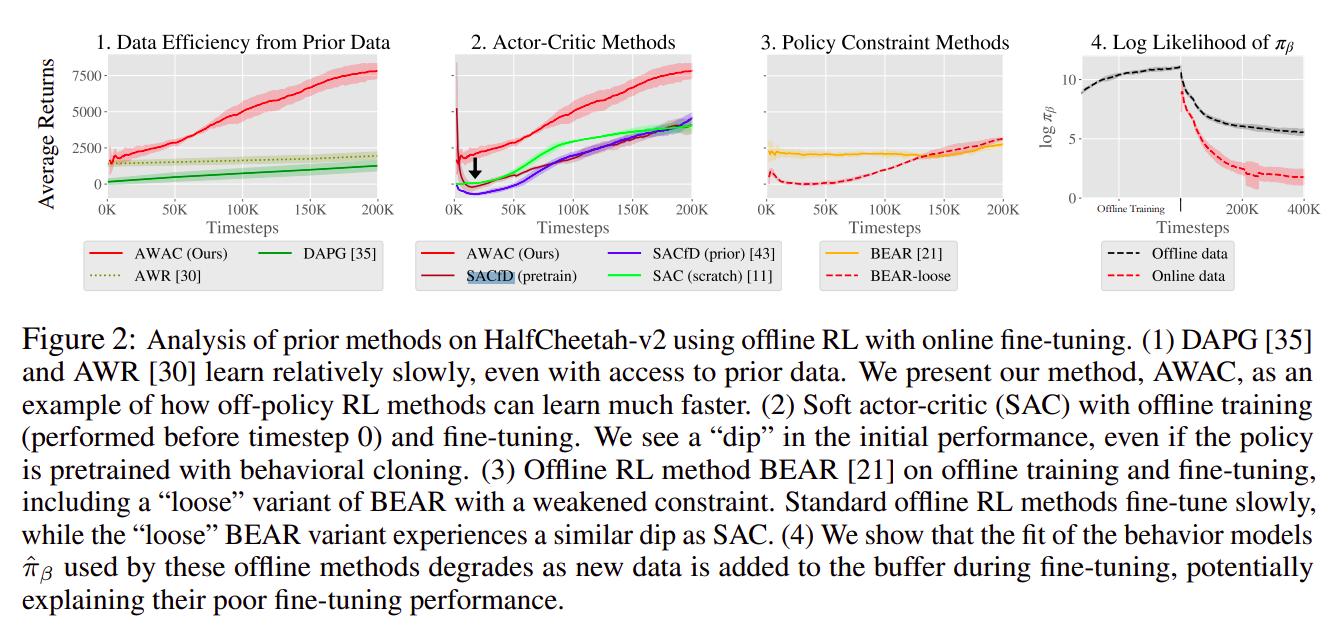 1. Data Efficiency from Prior Data
2. Actor-Critic Methods
3. Policy Constraint Methods
4. Log Likelihood of πβ
Average Returns
7500
5000
2500
0
0K 50K 100K 150K 200K
Timesteps
0K 50K 100K 150K 200K
Timesteps
0K 50K 100K 150K 200K
Timesteps
log πβ
10
5
0
Offline Training
200K 400K
Timesteps
AWAC (Ours) DAPG [35]
AWR [30]
AWAC (Ours) SACfD (prior) [43]
SACfD (pretrain) SAC (scratch) [11]
BEAR [21]
BEAR-loose
Offline data
Online data
Figure 2: Analysis of prior methods on HalfCheetah-v2 using offline RL with online fine-tuning. (1) DAPG [35]
and AWR [30] learn relatively slowly, even with access to prior data. We present our method, AWAC, as an
example of how off-policy RL methods can learn much faster. (2) Soft actor-critic (SAC) with offline training
(performed before timestep 0) and fine-tuning. We see a “dip” in the initial performance, even if the policy
is pretrained with behavioral cloning. (3) Offline RL method BEAR [21] on offline training and fine-tuning,
including a “loose” variant of BEAR with a weakened constraint. Standard offline RL methods fine-tune slowly,
while the “loose” BEAR variant experiences a similar dip as SAC. (4) We show that the fit of the behavior models
π̂β used by these offline methods degrades as new data is added to the buffer during fine-tuning, potentially
explaining their poor fine-tuning performance.